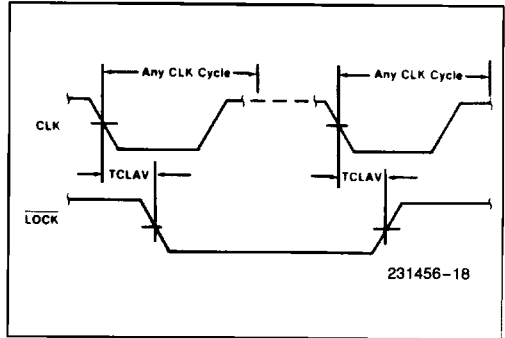 Any CLK Cycle
Any CLK Cycle
CLK
TCLAV
TCLAV
LOCK
231456-18